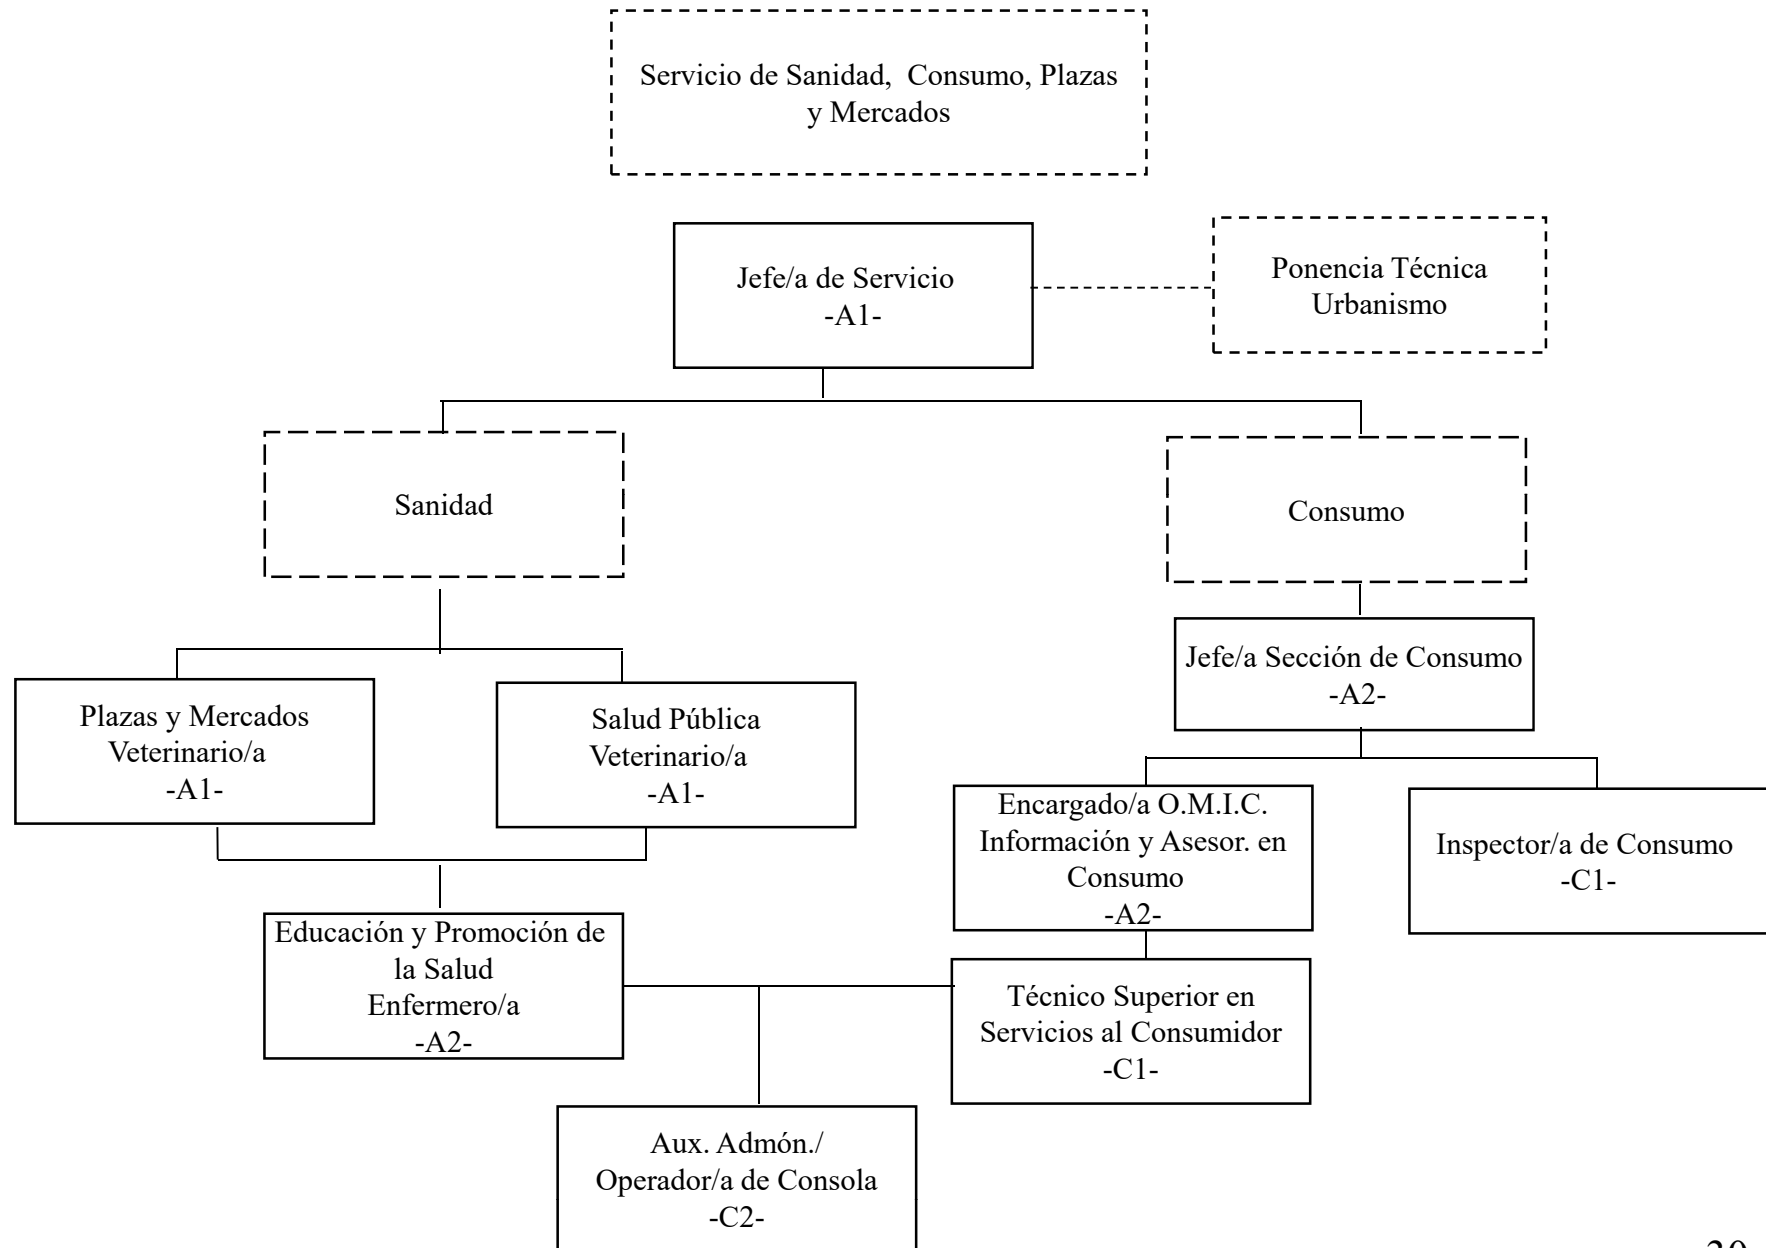 Servicio de Sanidad,  Consumo, Plazas
y Mercados
Jefe/a de Servicio
-A1-
Ponencia Técnica
Urbanismo
Sanidad
Consumo
Jefe/a Sección de Consumo
-A2-
Plazas y Mercados
Veterinario/a
-A1-
Salud Pública
Veterinario/a
-A1-
Encargado/a O.M.I.C.
Información y Asesor. en
Consumo
-A2-
Inspector/a de Consumo
-C1-
Educación y Promoción de
la Salud
Enfermero/a
-A2-
Técnico Superior en
Servicios al Consumidor
-C1-
Aux. Admón./
Operador/a de Consola
-C2-